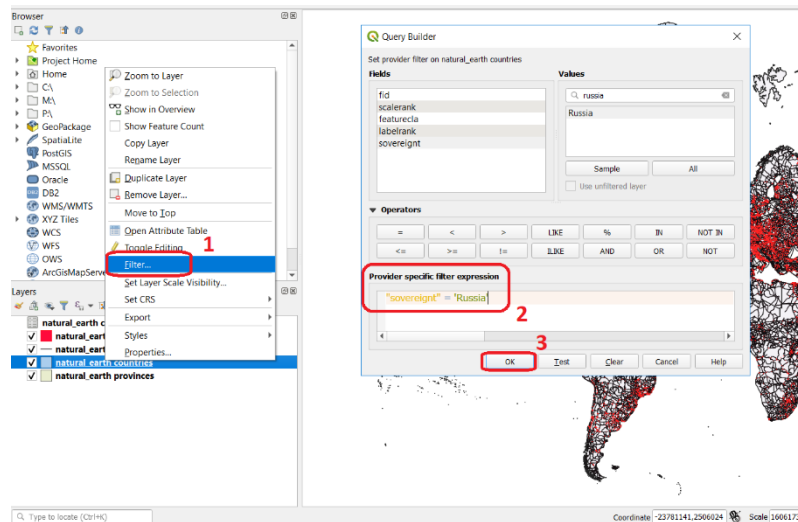 Browser
Favorites
Project Home
Home
C:\
M:\
P:\
GeoPackage
SpatiaLite
PostGIS
MSSQL
Oracle
DB2
WMS/WMTS
XYZ Tiles
WCS
WFS
OWS
ArcGisMapServe
Zoom to Layer
Zoom to Selection
Show in Overview
Show Feature Count
Copy Layer
Rename Layer
Duplicate Layer
Remove Layer...
Move to Top
Open Attribute Table
Toggle Editing
1
Filter...
Set Layer Scale Visibility...
Set CRS
Export
Styles
Properties...
Layers
natural_earth
natural_eart
natural_eart
natural_earth countries
natural_earth provinces
Query Builder
Set provider filter on natural_earth countries
Fields
Values
fid
scalerank
featurecla
labelrank
sovereignt
russia
Russia
Sample
All
Use unfiltered layer
Operators
= < > LIKE % IN NOT IN
<= >= != ILIKE AND OR NOT
Provider specific filter expression
"sovereignt" = 'Russia'
2
3
OK Test Clear Cancel Help
Type to locate (Ctrl+K)
Coordinate -23781141,2506024 Scale 1606173